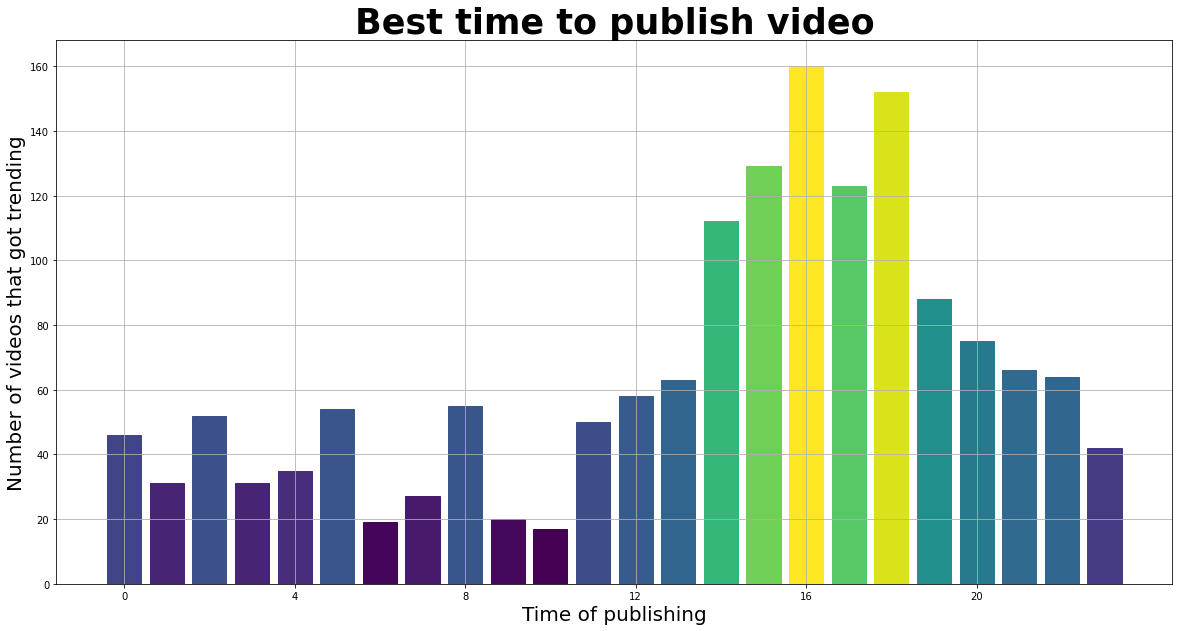 Best time to publish video
Number of videos that got trending
160
140
120
100
80
60
40
20
0
0 4 8 12 16 20
Time of publishing